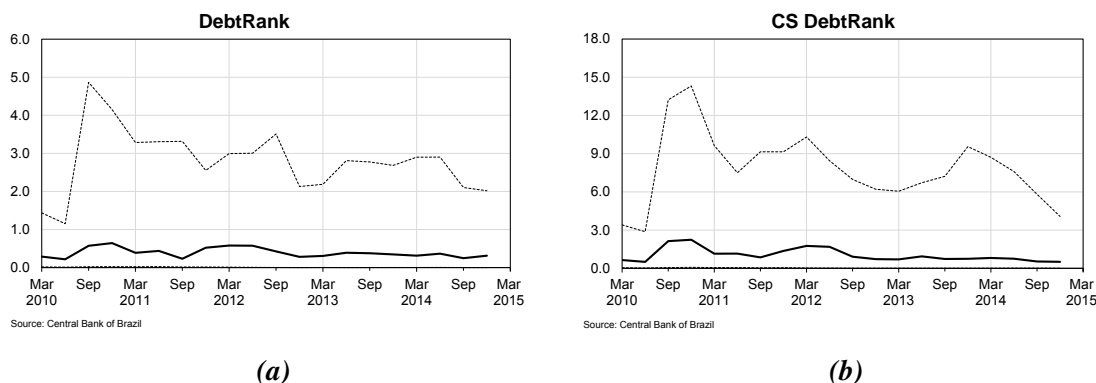 DebtRank
6.0
5.0
4.0
3.0
2.0
1.0
0.0
Mar Sep Mar Sep Mar Sep Mar Sep Mar Sep Mar
2010 2011 2012 2013 2014 2015
Source: Central Bank of Brazil
(a)
CS DebtRank
18.0
15.0
12.0
9.0
6.0
3.0
0.0
Mar Sep Mar Sep Mar Sep Mar Sep Mar Sep Mar
2010 2011 2012 2013 2014 2015
Source: Central Bank of Brazil
(b)